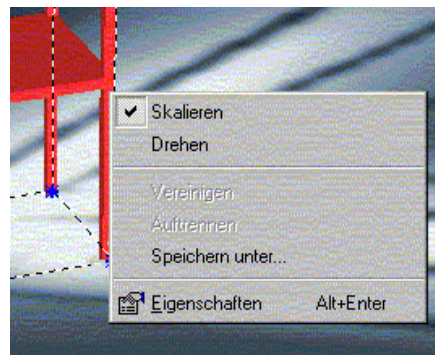 Skalieren
Drehen
Vereinigen
Auftrennen
Speichern unter...
Eigenschaften Alt+Enter